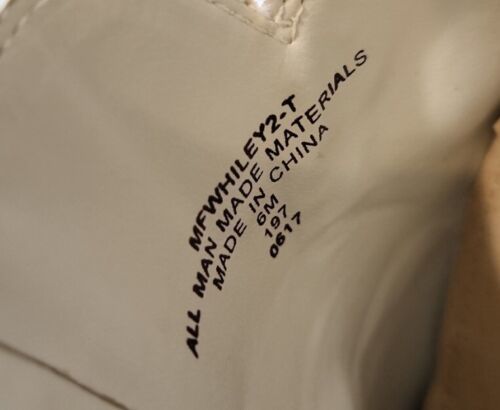 MFWHILEY2-T
ALL MAN MADE MATERIALS
MADE IN CHINA
6M
197
0617